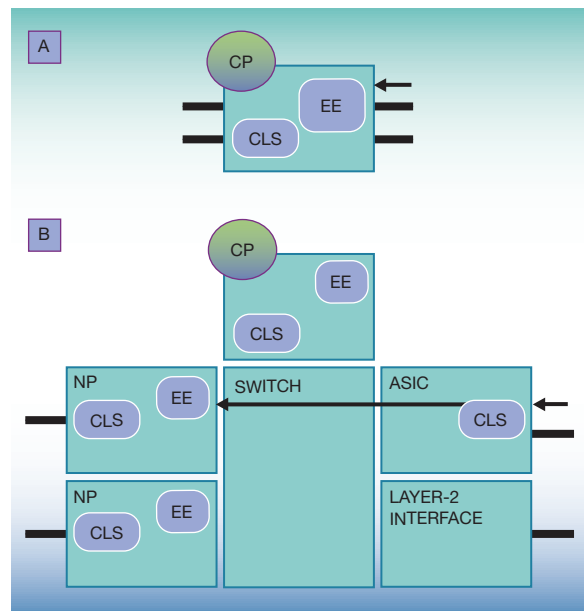 A
CP
EE
CLS
B
CP
EE
CLS
NP
EE
CLS
SWITCH
ASIC
CLS
NP
EE
CLS
LAYER-2
INTERFACE